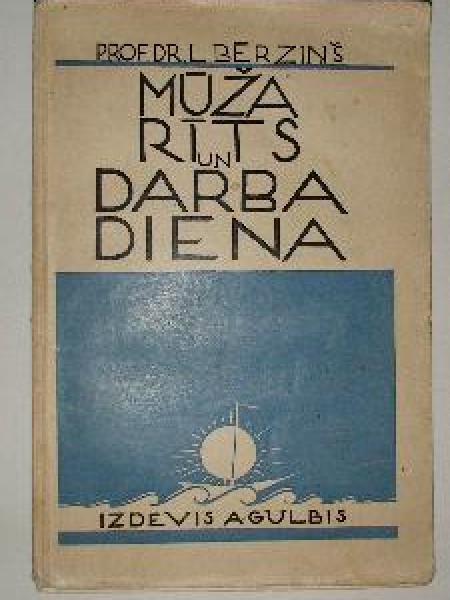 PROF.DR.L.BĒRZIŅŠ
MŪŽA
RĪTS
UN
DARBA
DIENA
IZDEVIS A GULBIS